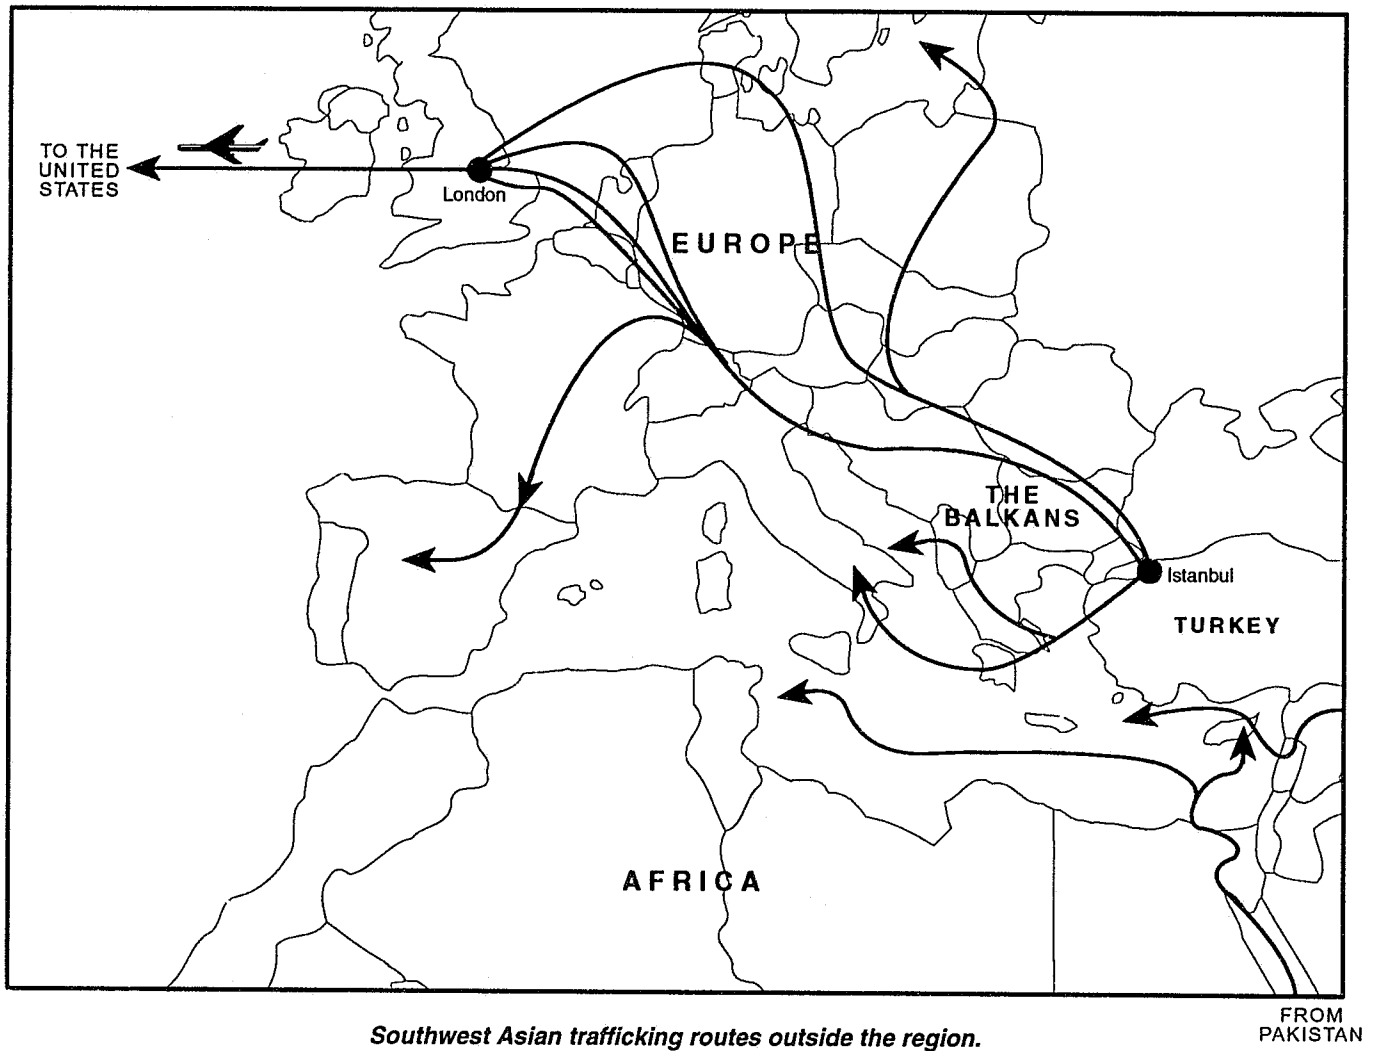 TO THE
UNITED
STATES
London
EUROPE
THE
BALKANS
Istanbul
TURKEY
AFRICA
FROM
PAKISTAN
Southwest Asian trafficking routes outside the region.